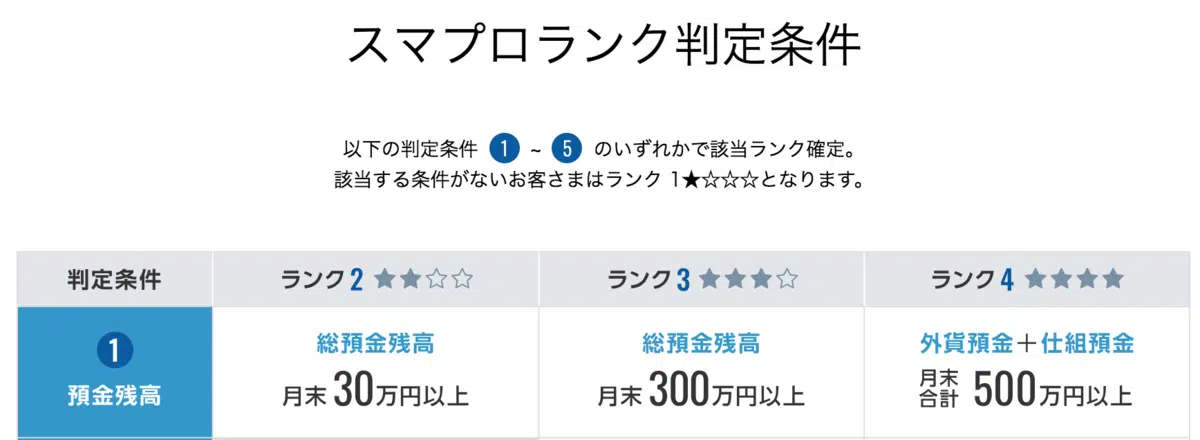 スマプロランク判定条件
以下の判定条件 1 ~ 5 のいずれかで該当ランク確定。
該当する条件がないお客さまはランク 1★☆☆☆となります。
判定条件 ランク2 ★★☆☆ ランク3 ★★★☆ ランク4 ★★★★
1
預金残高
総預金残高
月末30万円以上
総預金残高
月末300万円以上
外貨預金+仕組預金
月末合計500万円以上